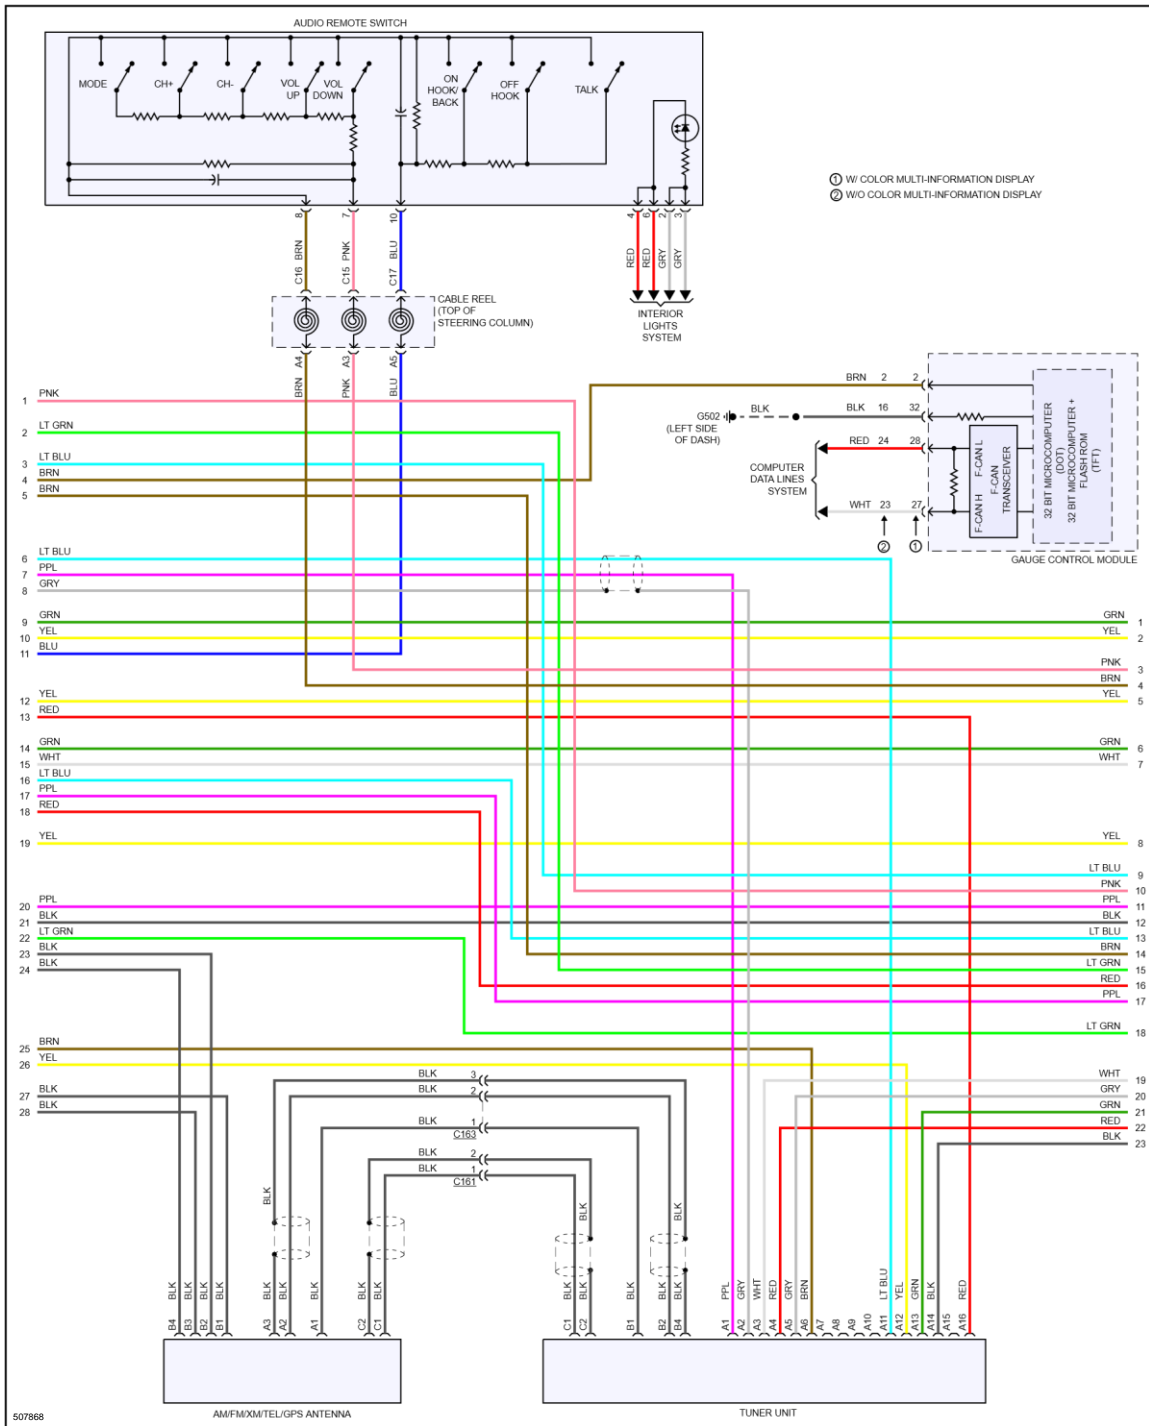 AUDIO REMOTE SWITCH
MODE
CH+
CH-
VOL
UP
VOL
DOWN
ON
HOOK/
BACK
OFF
HOOK
TALK
① W/ COLOR MULTI-INFORMATION DISPLAY
② W/O COLOR MULTI-INFORMATION DISPLAY
8 7 10 4 6 2 3
BRN PNK BLU RED RED GRY GRY
C16 C15 C17
CABLE REEL
(TOP OF
STEERING COLUMN)
INTERIOR
LIGHTS
SYSTEM
A4 A3 A5
BRN PNK BLU
BRN 2 2
G502 BLK BLK 16 32
(LEFT SIDE
OF DASH)
RED 24 28
COMPUTER
DATA LINES
SYSTEM
WHT 23 27
② ①
F-CAN H F-CAN L
F-CAN
TRANSCEIVER
32 BIT MICROCOMPUTER
(DOT)
32 BIT MICROCOMPUTER +
FLASH ROM
(TFT)
GAUGE CONTROL MODULE
1 PNK
2 LT GRN
3 LT BLU
4 BRN
5 BRN
6 LT BLU
7 PPL
8 GRY
9 GRN
10 YEL
11 BLU
12 YEL
13 RED
14 GRN
15 WHT
16 LT BLU
17 PPL
18 RED
19 YEL
20 PPL
21 BLK
22 LT GRN
23 BLK
24 BLK
25 BRN
26 YEL
27 BLK
28 BLK
GRN 1
YEL 2
PNK 3
BRN 4
YEL 5
GRN 6
WHT 7
YEL 8
LT BLU 9
PNK 10
PPL 11
BLK 12
LT BLU 13
BRN 14
LT GRN 15
RED 16
PPL 17
LT GRN 18
WHT 19
GRY 20
GRN 21
RED 22
BLK 23
BLK 3
BLK 2
BLK 1
C163
BLK 2
BLK 1
C161
BLK BLK BLK
BLK BLK BLK BLK BLK BLK BLK BLK BLK BLK BLK BLK BLK BLK PPL GRY WHT RED GRY BRN LT BLU YEL GRN BLK RED
B4 B3 B2 B1 A3 A2 A1 C2 C1 C1 C2 B1 B2 B4 A1 A2 A3 A4 A5 A6 A7 A8 A9 A10 A11 A12 A13 A14 A15 A16
AM/FM/XM/TEL/GPS ANTENNA
TUNER UNIT
507868